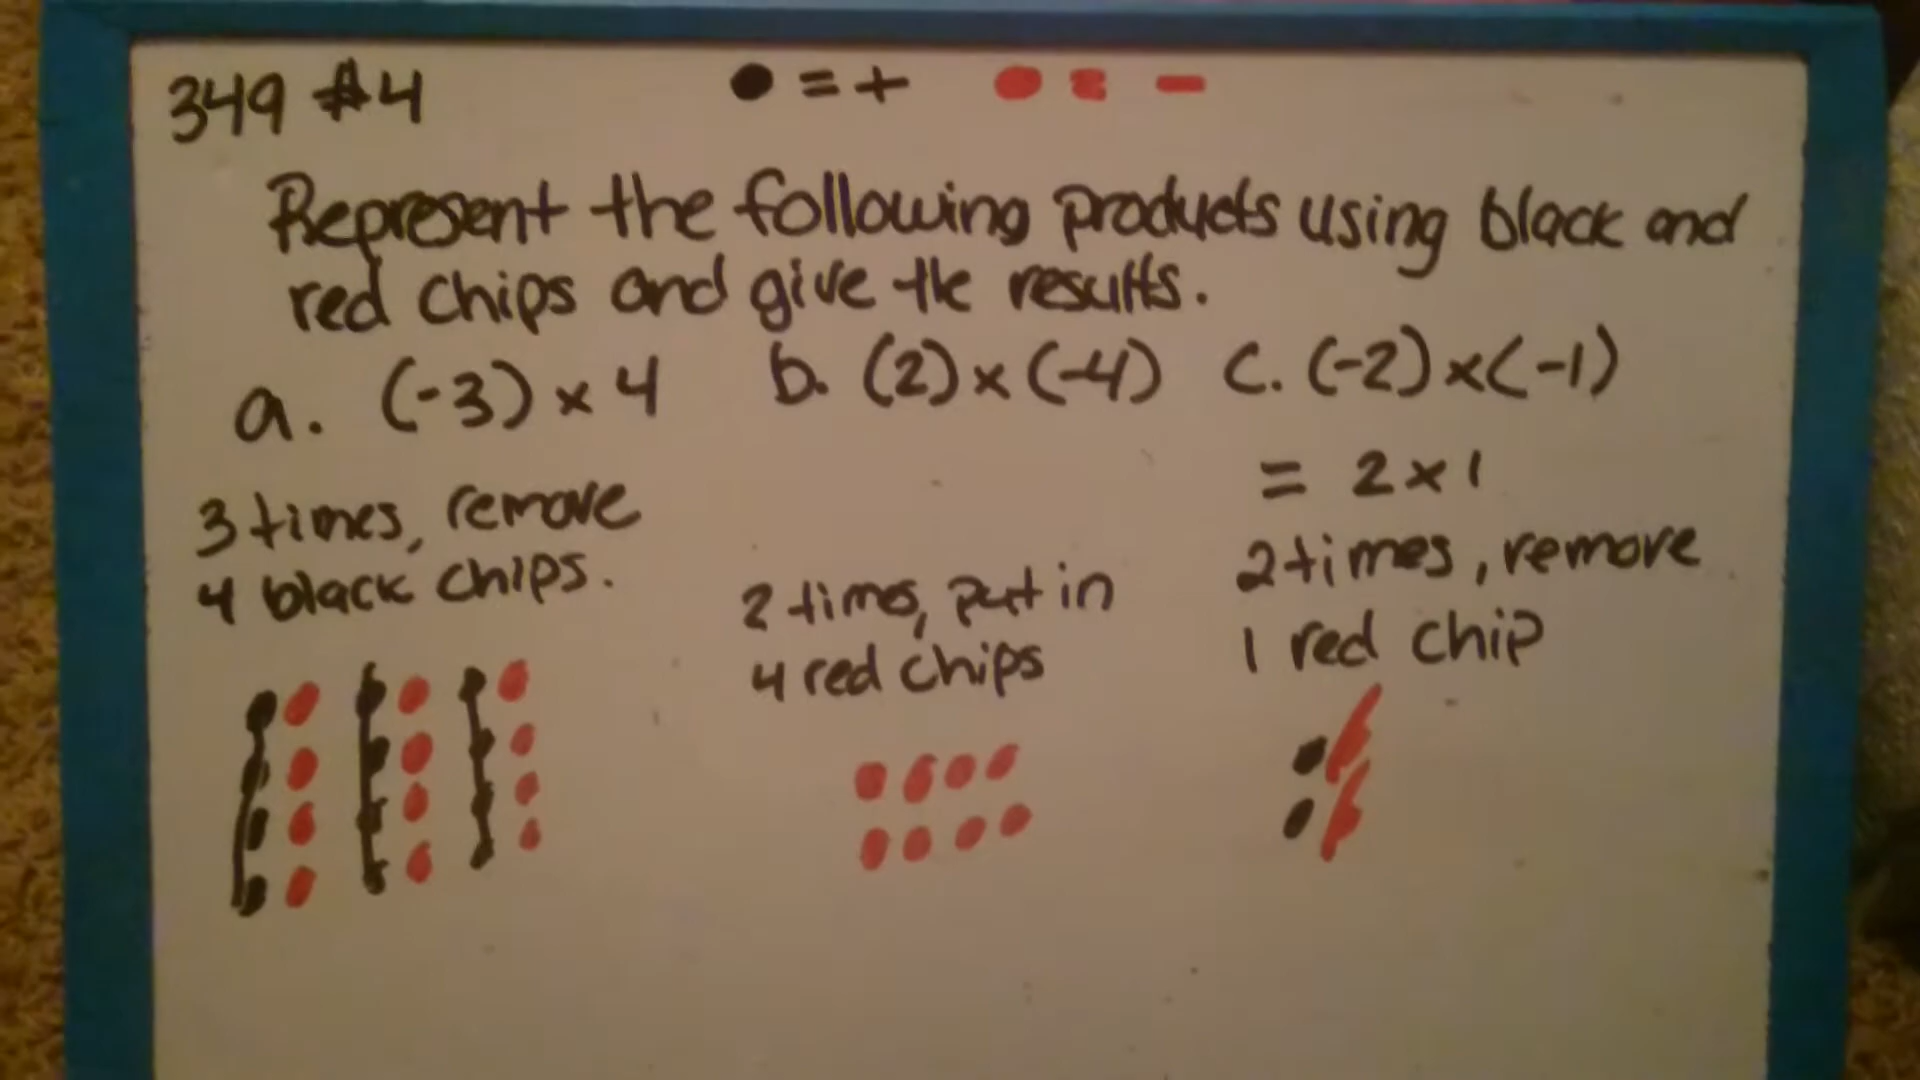 349 #4
● = + ● = -
Represent the following products using black and
red chips and give the results.
a. (-3) × 4
b. (2) × (-4)
c. (-2) × (-1)
= 2 × 1
3 times, remove
4 black chips.
2 times, put in
4 red chips
2 times, remove
1 red chip